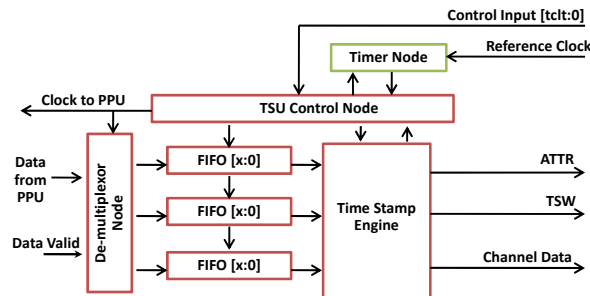 Control Input [tclt:0]
Timer Node
Reference Clock
Clock to PPU
TSU Control Node
Data
from
PPU
Data Valid
De-multiplexor
Node
FIFO [x:0]
FIFO [x:0]
FIFO [x:0]
Time Stamp
Engine
ATTR
TSW
Channel Data